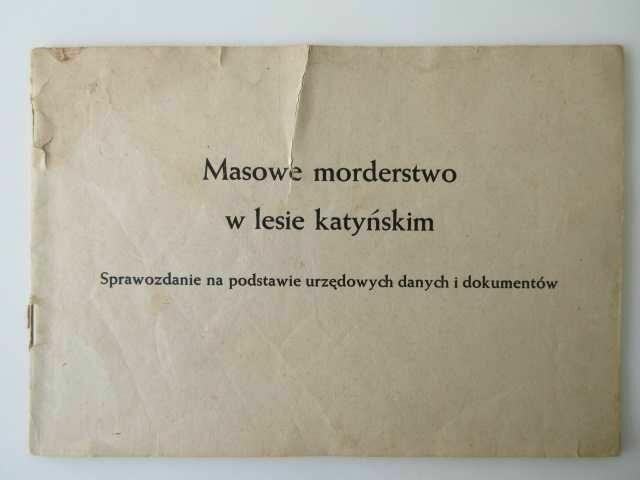 Masowe morderstwo
w lesie katyńskim
Sprawozdanie na podstawie urzędowych danych i dokumentów